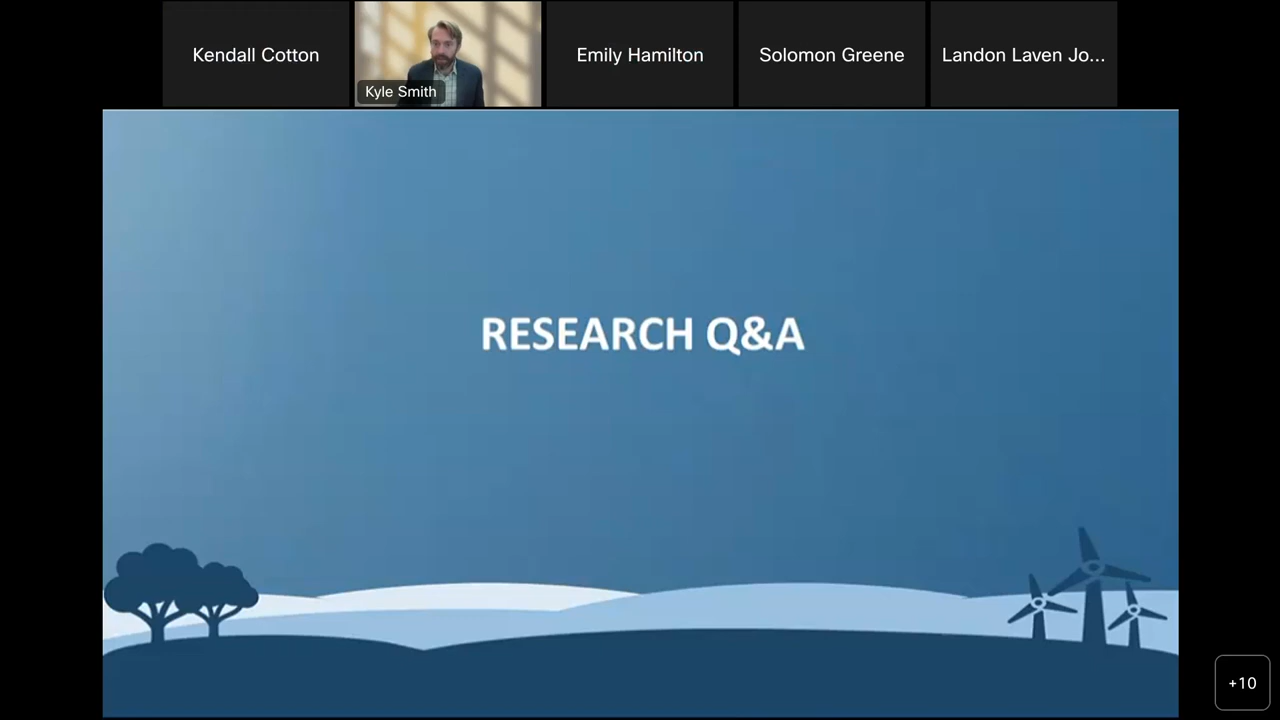 Kendall Cotton
Kyle Smith
Emily Hamilton
Solomon Greene
Landon Laven Jo...
RESEARCH Q&A
+10